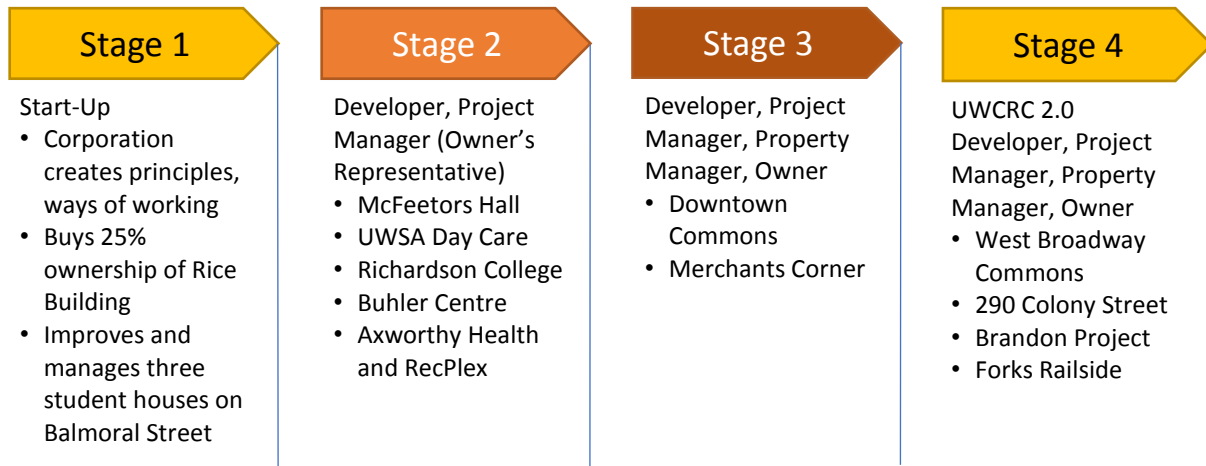 Stage 1
Start-Up
• Corporation
creates principles,
ways of working
• Buys 25%
ownership of Rice
Building
• Improves and
manages three
student houses on
Balmoral Street
Stage 2
Developer, Project
Manager (Owner’s
Representative)
• McFeetors Hall
• UWSA Day Care
• Richardson College
• Buhler Centre
• Axworthy Health
and RecPlex
Stage 3
Developer, Project
Manager, Property
Manager, Owner
• Downtown
Commons
• Merchants Corner
Stage 4
UWCRC 2.0
Developer, Project
Manager, Property
Manager, Owner
• West Broadway
Commons
• 290 Colony Street
• Brandon Project
• Forks Railside